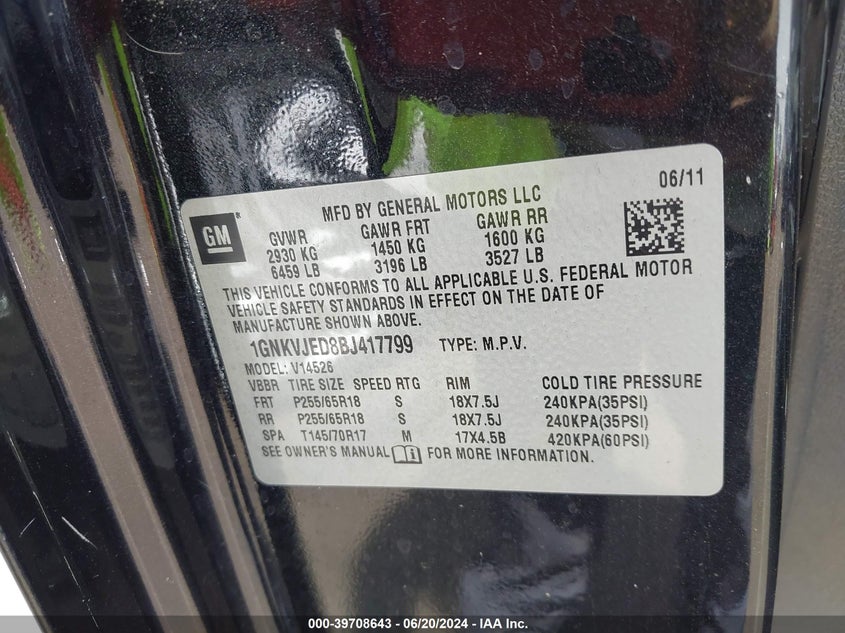 MFD BY GENERAL MOTORS LLC 06/11
GM®
GVWR GAWR FRT GAWR RR
2930 KG 1450 KG 1600 KG
6459 LB 3196 LB 3527 LB
THIS VEHICLE CONFORMS TO ALL APPLICABLE U.S. FEDERAL MOTOR
VEHICLE SAFETY STANDARDS IN EFFECT ON THE DATE OF
MANUFACTURE SHOWN ABOVE.
1GNKVJED8BJ417799 TYPE: M.P.V.
MODEL: V14526
VBBR TIRE SIZE SPEED RTG RIM COLD TIRE PRESSURE
FRT P255/65R18 S 18X7.5J 240KPA(35PSI)
RR P255/65R18 S 18X7.5J 240KPA(35PSI)
SPA T145/70R17 M 17X4.5B 420KPA(60PSI)
SEE OWNER'S MANUAL FOR MORE INFORMATION.
000-39708643 / 06/20/2024 - IAA Inc.